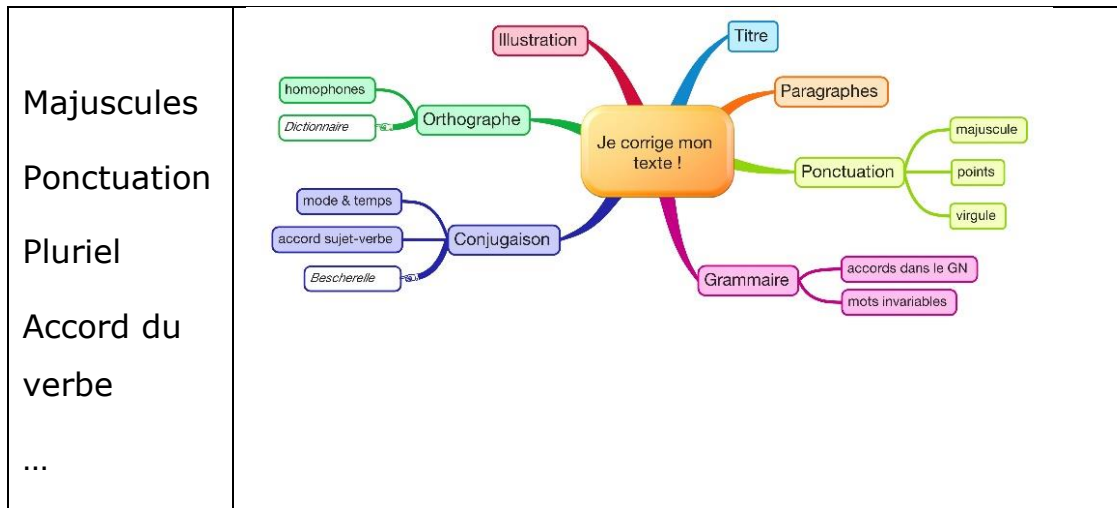 Majuscules
Ponctuation
Pluriel
Accord du
verbe
...
Je corrige mon
texte !
Titre
Paragraphes
Ponctuation
majuscule
points
virgule
Grammaire
accords dans le GN
mots invariables
Conjugaison
mode & temps
accord sujet-verbe
Bescherelle
Orthographe
homophones
Dictionnaire
Illustration